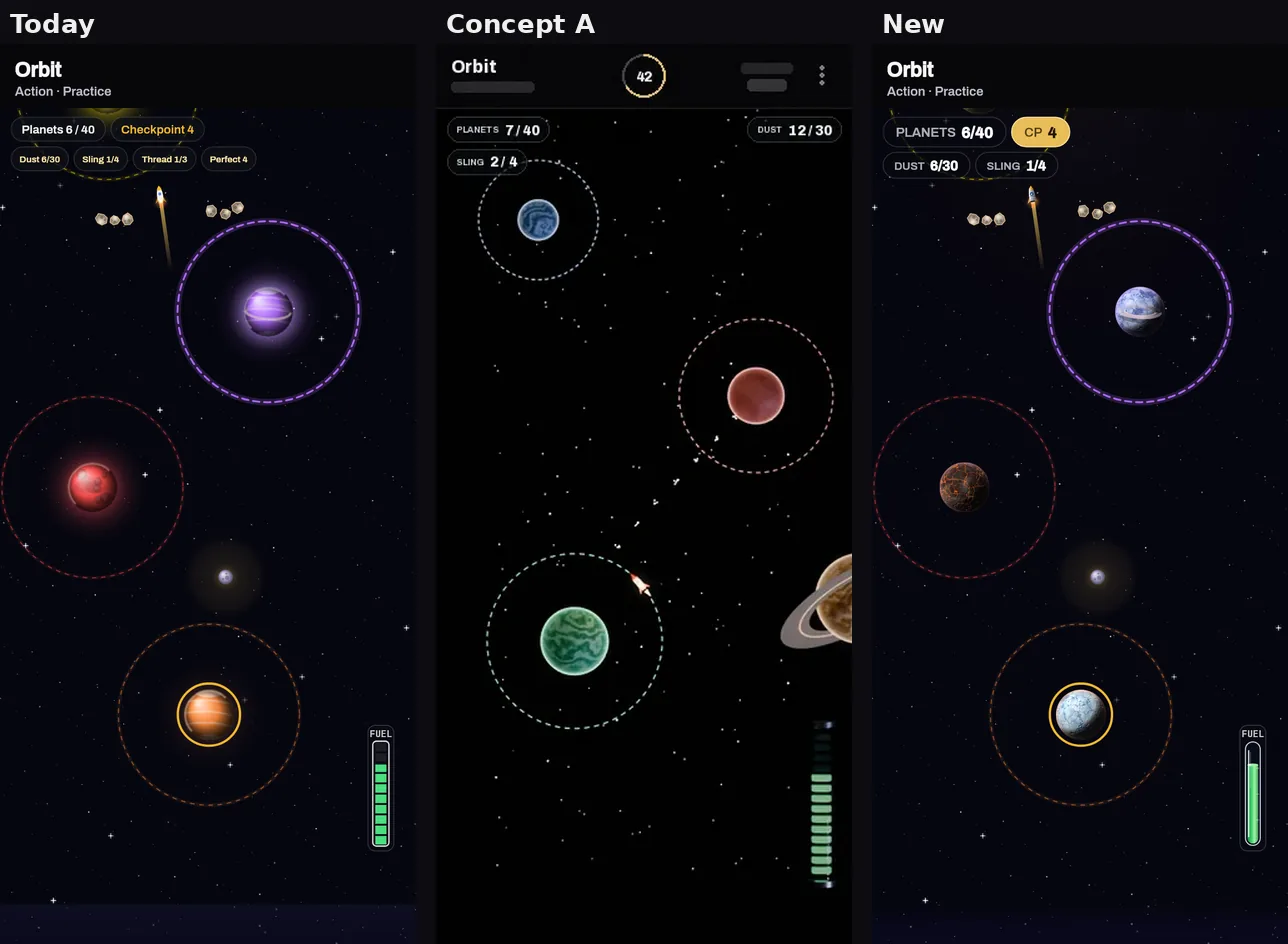 Today
Orbit
Action · Practice
Planets 6 / 40
Checkpoint 4
Dust 6/30
Sling 1/4
Thread 1/3
Perfect 4
FUEL
Concept A
Orbit
42
PLANETS 7/40
DUST 12/30
SLING 2/4
New
Orbit
Action · Practice
PLANETS 6/40
CP 4
DUST 6/30
SLING 1/4
FUEL